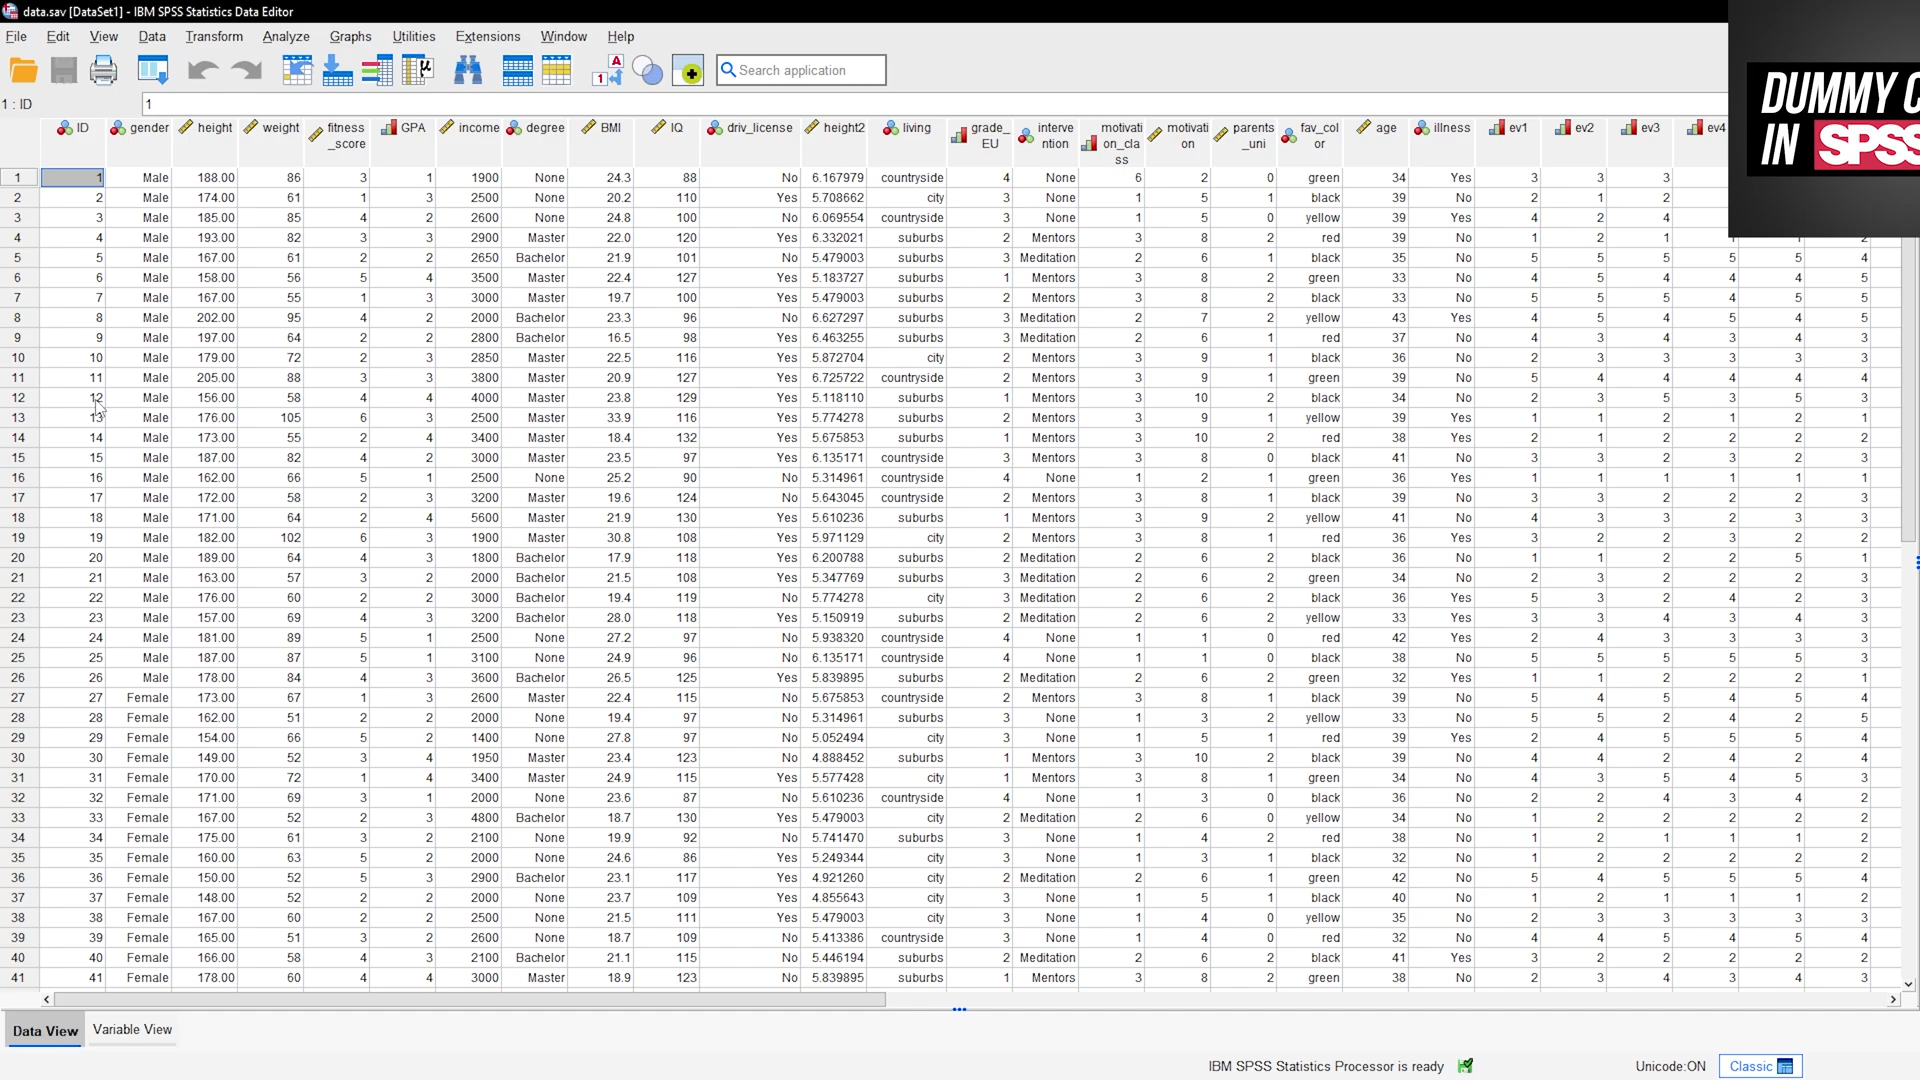 data.sav [DataSet1] - IBM SPSS Statistics Data Editor
File Edit View Data Transform Analyze Graphs Utilities Extensions Window Help
Search application
DUMMY C
IN SPSS
1 : ID 1
ID gender height weight fitness_score GPA income degree BMI IQ driv_license height2 living grade_EU intervention motivation_class motivation parents_uni fav_color age illness ev1 ev2 ev3 ev4
1 1 Male 188.00 86 3 1 1900 None 24.3 88 No 6.167979 countryside 4 None 6 2 0 green 34 Yes 3 3 3
2 2 Male 174.00 61 1 3 2500 None 20.2 110 Yes 5.708662 city 3 None 1 5 1 black 39 No 2 1 2
3 3 Male 185.00 85 4 2 2600 None 24.8 100 No 6.069554 countryside 3 None 1 5 0 yellow 39 Yes 4 2 4
4 4 Male 193.00 82 3 3 2900 Master 22.0 120 Yes 6.332021 suburbs 2 Mentors 3 8 2 red 39 No 1 2 1 1 1 2
5 5 Male 167.00 61 2 2 2650 Bachelor 21.9 101 No 5.479003 suburbs 3 Meditation 2 6 1 black 35 No 5 5 5 5 5 4
6 6 Male 158.00 56 5 4 3500 Master 22.4 127 Yes 5.183727 suburbs 1 Mentors 3 8 2 green 33 No 4 5 4 4 4 5
7 7 Male 167.00 55 1 3 3000 Master 19.7 100 Yes 5.479003 suburbs 2 Mentors 3 8 2 black 33 No 5 5 5 4 5 5
8 8 Male 202.00 95 4 2 2000 Bachelor 23.3 96 No 6.627297 suburbs 3 Meditation 2 7 2 yellow 43 Yes 4 5 4 5 4 5
9 9 Male 197.00 64 2 2 2800 Bachelor 16.5 98 Yes 6.463255 suburbs 3 Meditation 2 6 1 red 37 No 4 3 4 3 4 3
10 10 Male 179.00 72 2 3 2850 Master 22.5 116 Yes 5.872704 city 2 Mentors 3 9 1 black 36 No 2 3 3 3 3 3
11 11 Male 205.00 88 3 3 3800 Master 20.9 127 Yes 6.725722 countryside 2 Mentors 3 9 1 green 39 No 5 4 4 4 4 4
12 12 Male 156.00 58 4 4 4000 Master 23.8 129 Yes 5.118110 suburbs 1 Mentors 3 10 2 black 34 No 2 3 5 3 5 3
13 13 Male 176.00 105 6 3 2500 Master 33.9 116 Yes 5.774278 suburbs 2 Mentors 3 9 1 yellow 39 Yes 1 1 2 1 2 1
14 14 Male 173.00 55 2 4 3400 Master 18.4 132 Yes 5.675853 suburbs 1 Mentors 3 10 2 red 38 Yes 2 1 2 2 2 2
15 15 Male 187.00 82 4 2 3000 Master 23.5 97 Yes 6.135171 countryside 3 Mentors 3 8 0 black 41 No 3 3 2 3 2 3
16 16 Male 162.00 66 5 1 2500 None 25.2 90 No 5.314961 countryside 4 None 1 2 1 green 36 Yes 1 1 1 1 1 1
17 17 Male 172.00 58 2 3 3200 Master 19.6 124 No 5.643045 countryside 2 Mentors 3 8 1 black 39 No 3 3 2 2 2 3
18 18 Male 171.00 64 2 4 5600 Master 21.9 130 Yes 5.610236 suburbs 1 Mentors 3 9 2 yellow 41 No 4 3 3 2 3 3
19 19 Male 182.00 102 6 3 1900 Master 30.8 108 Yes 5.971129 city 2 Mentors 3 8 1 red 36 Yes 3 2 2 3 2 2
20 20 Male 189.00 64 4 3 1800 Bachelor 17.9 118 Yes 6.200788 suburbs 2 Meditation 2 6 2 black 36 No 1 1 2 2 5 1
21 21 Male 163.00 57 3 2 2000 Bachelor 21.5 108 Yes 5.347769 suburbs 3 Meditation 2 6 2 green 34 No 2 3 2 2 2 3
22 22 Male 176.00 60 2 2 3000 Bachelor 19.4 119 No 5.774278 city 3 Meditation 2 6 2 black 36 Yes 5 3 2 4 2 3
23 23 Male 157.00 69 4 3 3200 Bachelor 28.0 118 Yes 5.150919 suburbs 2 Meditation 2 6 2 yellow 33 Yes 3 3 4 3 4 3
24 24 Male 181.00 89 5 1 2500 None 27.2 97 No 5.938320 countryside 4 None 1 1 0 red 42 Yes 2 4 3 3 3 3
25 25 Male 187.00 87 5 1 3100 None 24.9 96 No 6.135171 countryside 4 None 1 1 0 black 38 No 5 5 5 5 5 3
26 26 Male 178.00 84 4 3 3600 Bachelor 26.5 125 Yes 5.839895 suburbs 2 Meditation 2 6 2 green 32 Yes 1 1 2 2 2 1
27 27 Female 173.00 67 1 3 2600 Master 22.4 115 No 5.675853 countryside 2 Mentors 3 8 1 black 39 No 5 4 5 4 5 4
28 28 Female 162.00 51 2 2 2000 None 19.4 97 No 5.314961 suburbs 3 None 1 3 2 yellow 33 No 5 5 2 4 2 5
29 29 Female 154.00 66 5 2 1400 None 27.8 97 No 5.052494 city 3 None 1 5 1 red 39 Yes 2 4 5 5 5 4
30 30 Female 149.00 52 3 4 1950 Master 23.4 123 No 4.888452 suburbs 1 Mentors 3 10 2 black 39 No 4 4 2 4 2 4
31 31 Female 170.00 72 1 4 3400 Master 24.9 115 Yes 5.577428 city 1 Mentors 3 8 1 green 34 No 4 3 5 4 5 3
32 32 Female 171.00 69 3 1 2000 None 23.6 87 No 5.610236 countryside 4 None 1 3 0 black 36 No 2 2 4 3 4 2
33 33 Female 167.00 52 2 3 4800 Bachelor 18.7 130 Yes 5.479003 city 2 Meditation 2 6 0 yellow 34 No 1 2 2 2 2 2
34 34 Female 175.00 61 3 2 2100 None 19.9 92 No 5.741470 suburbs 3 None 1 4 2 red 38 No 1 2 1 1 1 2
35 35 Female 160.00 63 5 2 2000 None 24.6 86 Yes 5.249344 city 3 None 1 3 1 black 32 No 1 2 2 2 2 2
36 36 Female 150.00 52 5 3 2900 Bachelor 23.1 117 Yes 4.921260 city 2 Meditation 2 6 1 green 42 No 5 4 5 5 5 4
37 37 Female 148.00 52 2 2 2000 None 23.7 109 Yes 4.855643 city 3 None 1 5 1 black 40 No 1 2 1 1 1 2
38 38 Female 167.00 60 2 2 2500 None 21.5 111 Yes 5.479003 city 3 None 1 4 0 yellow 35 No 2 3 3 3 3 3
39 39 Female 165.00 51 3 2 2600 None 18.7 109 No 5.413386 countryside 3 None 1 4 0 red 32 No 4 4 5 4 5 4
40 40 Female 166.00 58 4 3 2100 Bachelor 21.1 115 No 5.446194 suburbs 2 Meditation 2 6 2 black 41 Yes 3 2 2 2 2 2
41 41 Female 178.00 60 4 4 3000 Master 18.9 123 No 5.839895 suburbs 1 Mentors 3 8 2 green 38 No 2 3 4 3 4 3
Data View Variable View
IBM SPSS Statistics Processor is ready Unicode:ON Classic